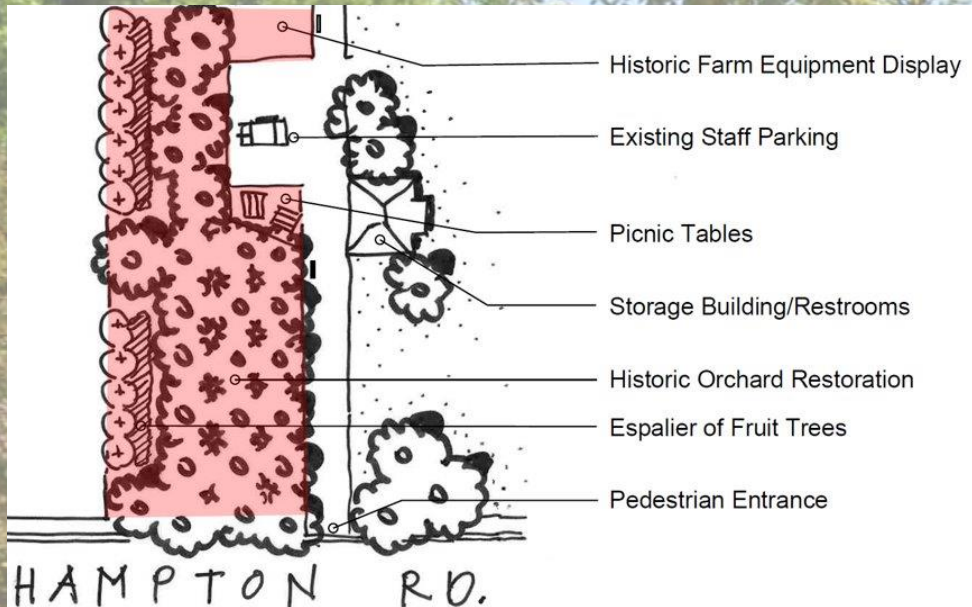 Historic Farm Equipment Display
Existing Staff Parking
Picnic Tables
Storage Building/Restrooms
Historic Orchard Restoration
Espalier of Fruit Trees
Pedestrian Entrance
HAMPTON RD.